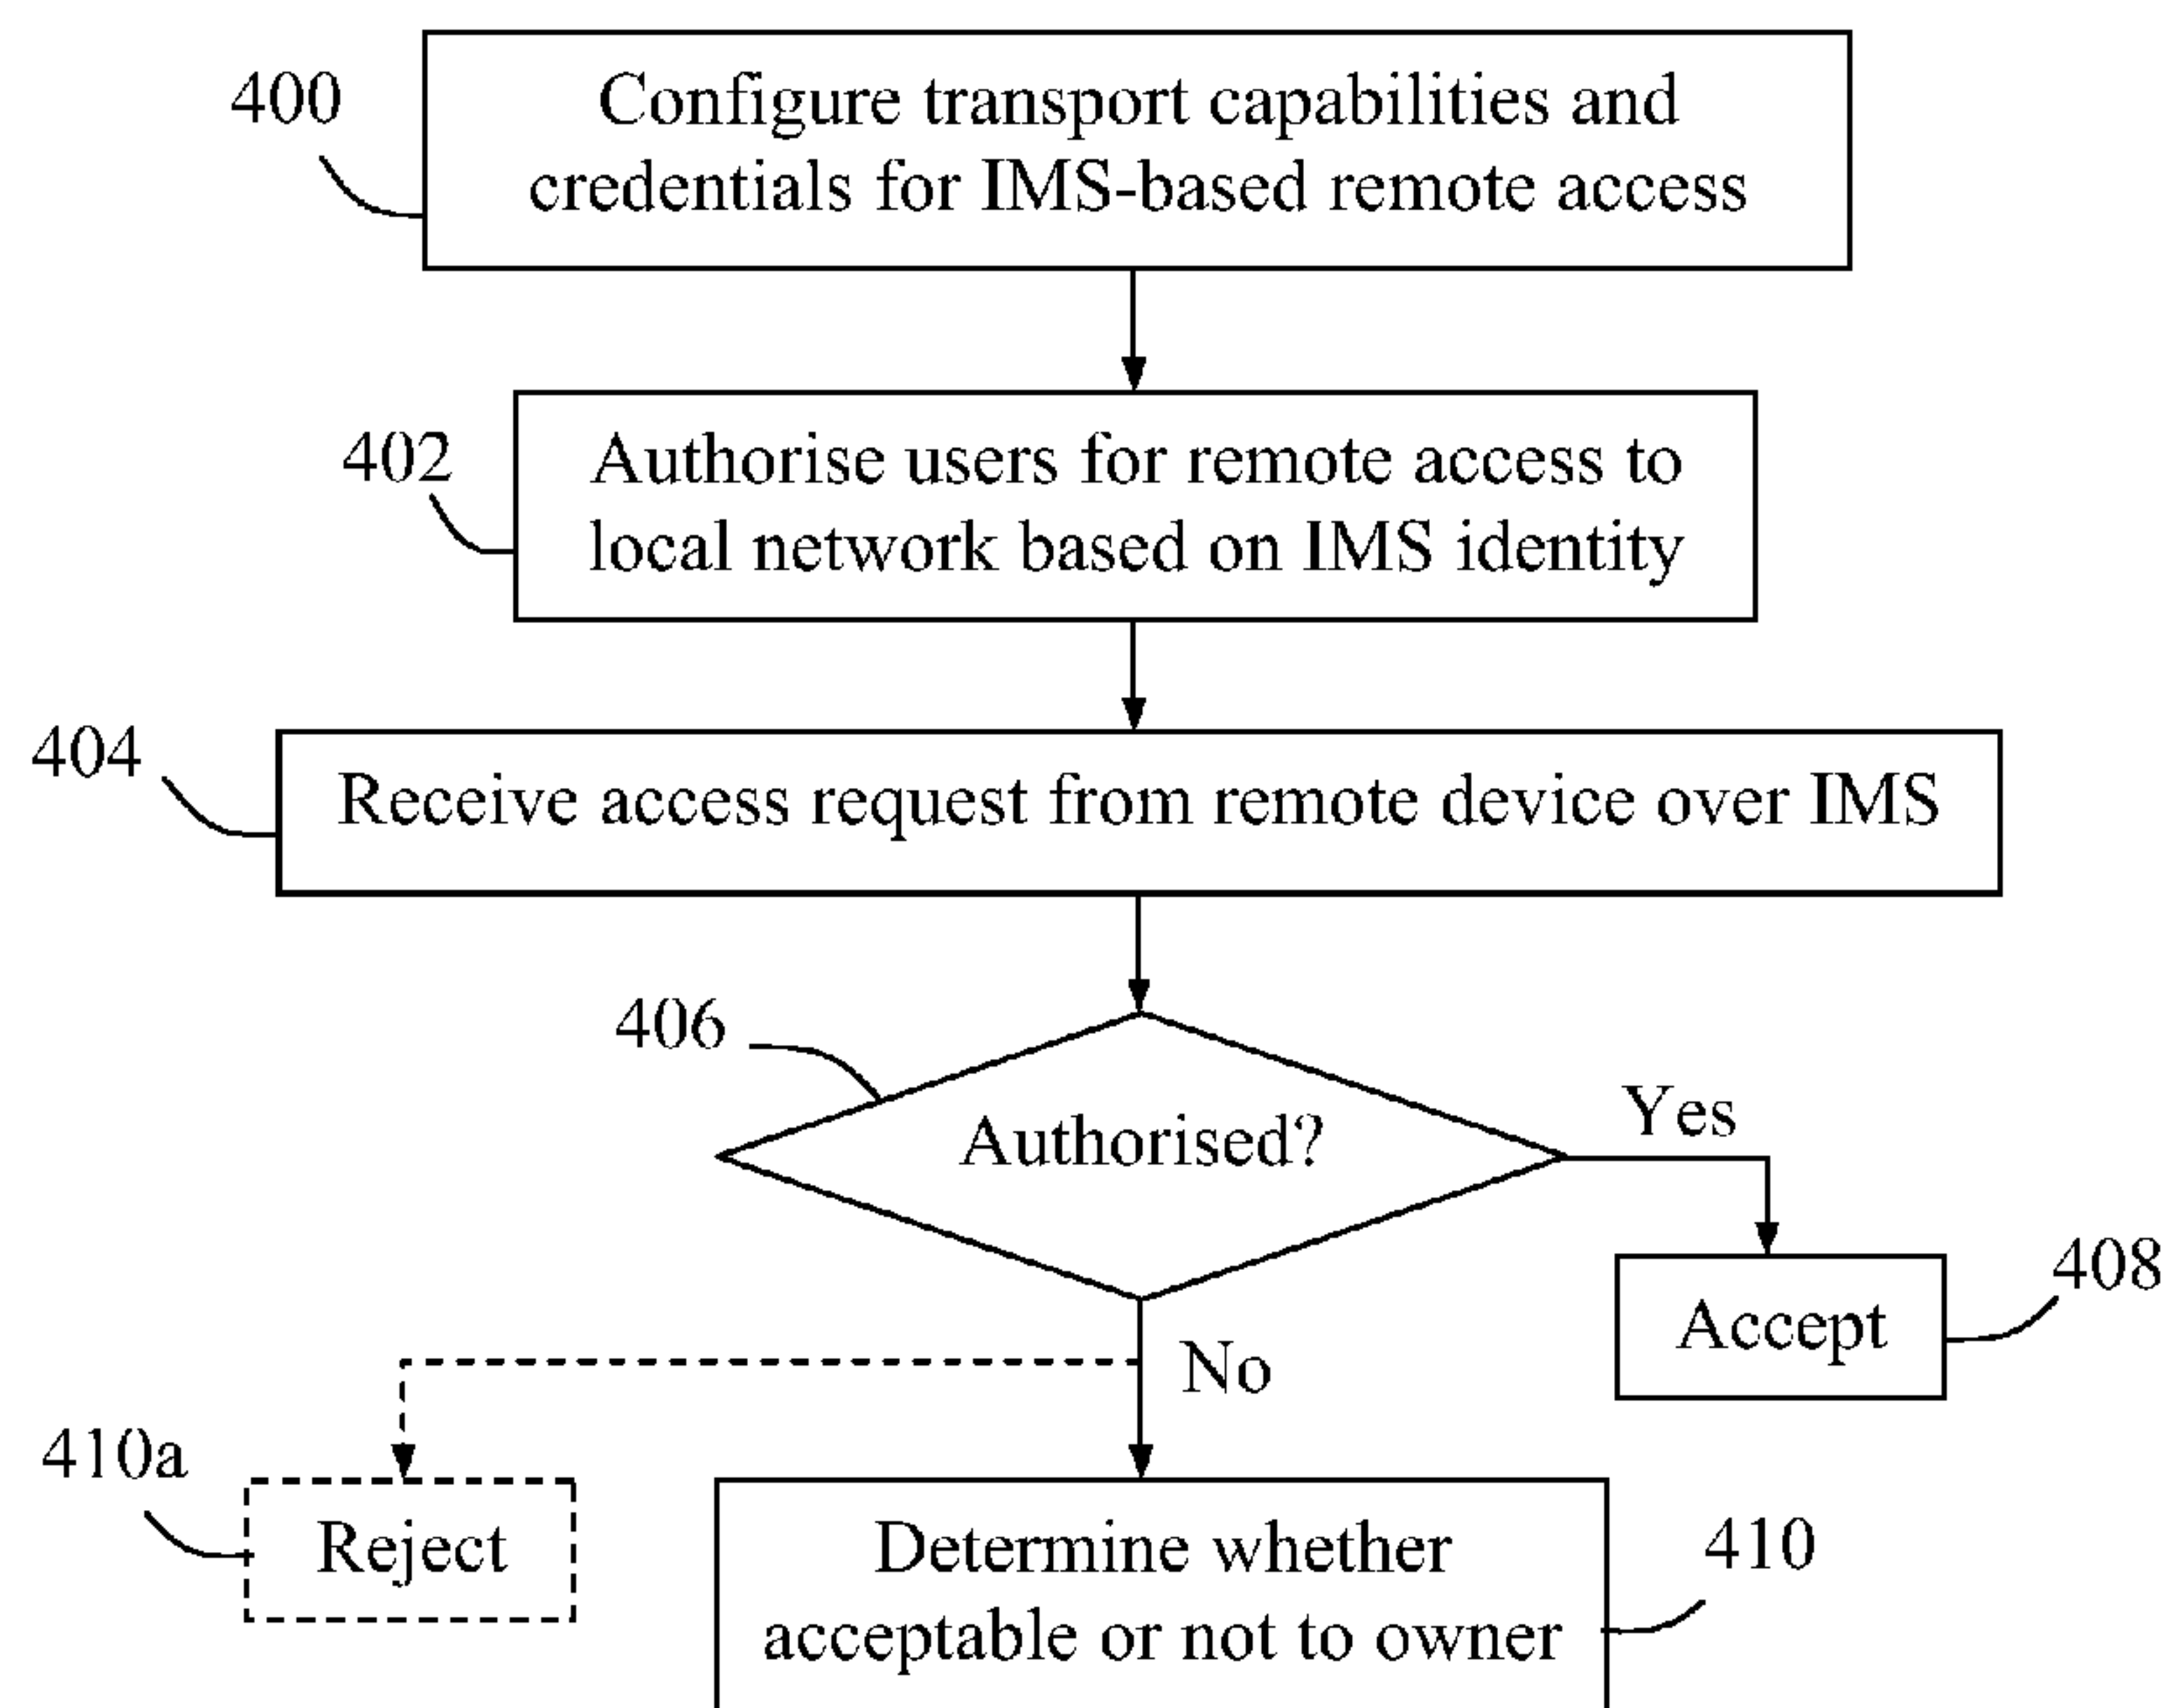 400
Configure transport capabilities and
credentials for IMS-based remote access
402
Authorise users for remote access to
local network based on IMS identity
404
Receive access request from remote device over IMS
406
Authorised?
Yes
408
Accept
No
410a
Reject
Determine whether
acceptable or not to owner
410